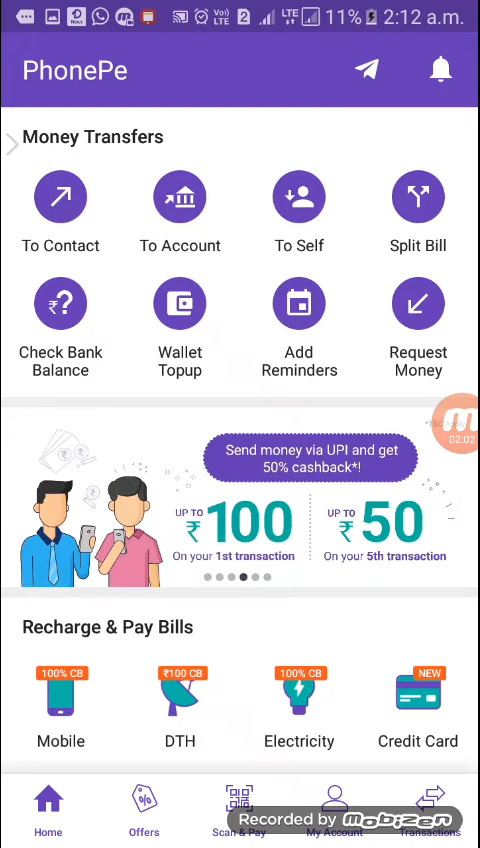 11% 2:12 a.m.
PhonePe
Money Transfers
To Contact
To Account
To Self
Split Bill
₹?
Check Bank Balance
Wallet Topup
Add Reminders
Request Money
Send money via UPI and get
50% cashback*!
UP TO
₹100
On your 1st transaction
UP TO
₹50
On your 5th transaction
02:02
Recharge & Pay Bills
100% CB
₹100 CB
100% CB
NEW
Mobile
DTH
Electricity
Credit Card
Home
Offers
Scan & Pay
My Account
Transactions
Recorded by Mobizen